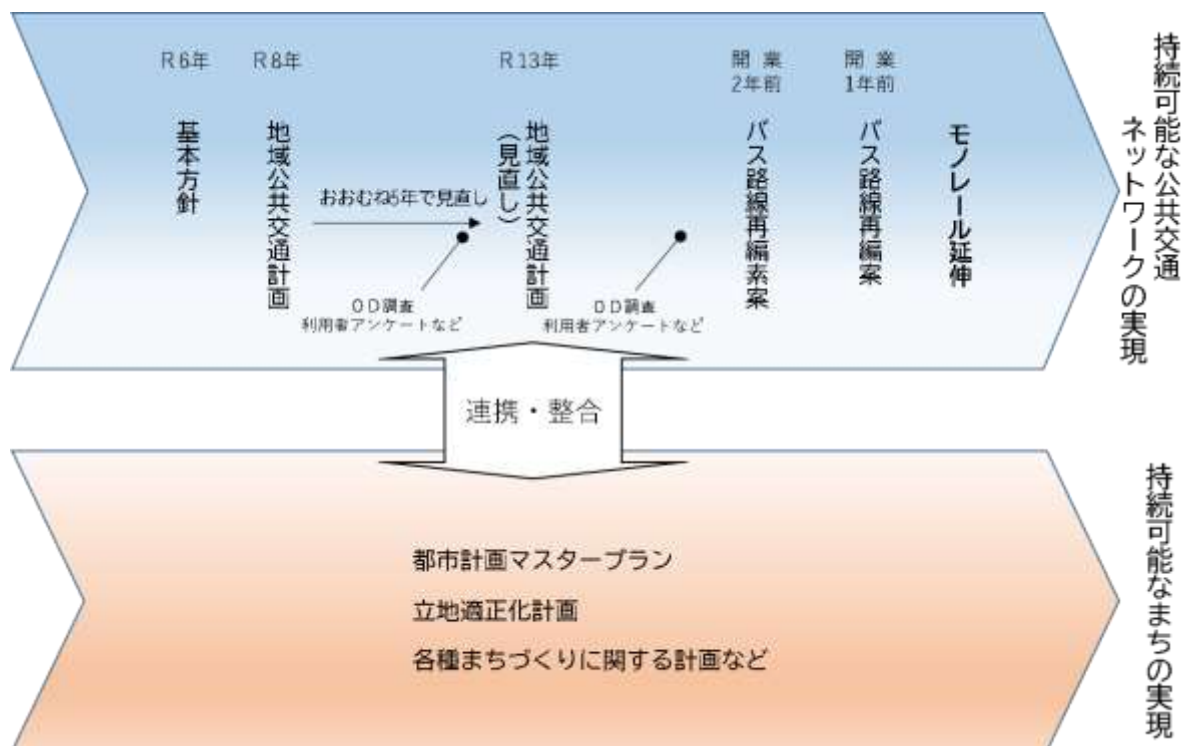 R6年
基本方針
R8年
地域公共交通計画
おおむね5年で見直し
OD調査
利用者アンケートなど
R13年
地域公共交通計画
（見直し）
OD調査
利用者アンケートなど
開業
2年前
バス路線再編素案
開業
1年前
バス路線再編案
モノレール延伸
持続可能な公共交通
ネットワークの実現
連携・整合
都市計画マスタープラン
立地適正化計画
各種まちづくりに関する計画など
持続可能なまちの実現